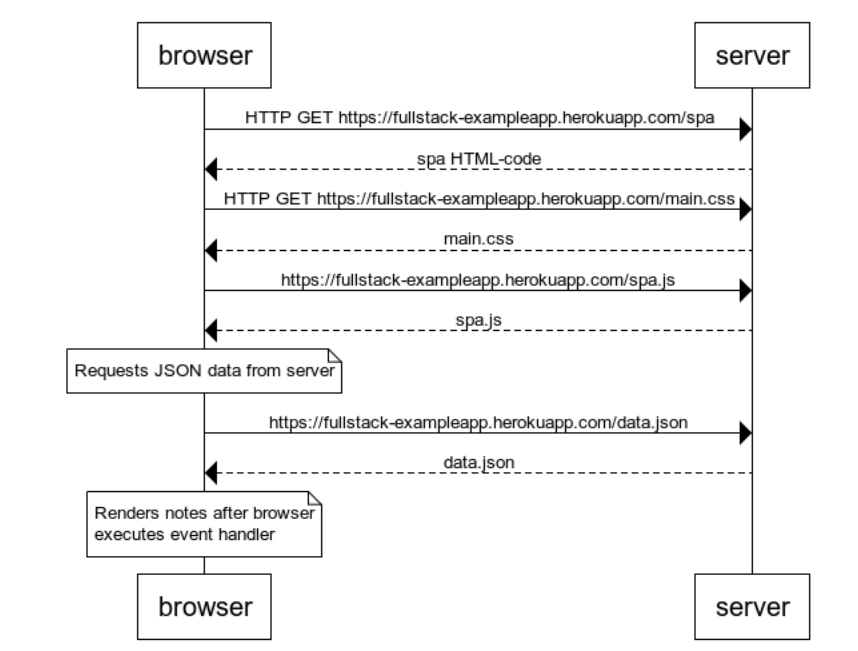 browser
server
HTTP GET https://fullstack-exampleapp.herokuapp.com/spa
spa HTML-code
HTTP GET https://fullstack-exampleapp.herokuapp.com/main.css
main.css
https://fullstack-exampleapp.herokuapp.com/spa.js
spa.js
Requests JSON data from server
https://fullstack-exampleapp.herokuapp.com/data.json
data.json
Renders notes after browser
executes event handler
browser
server